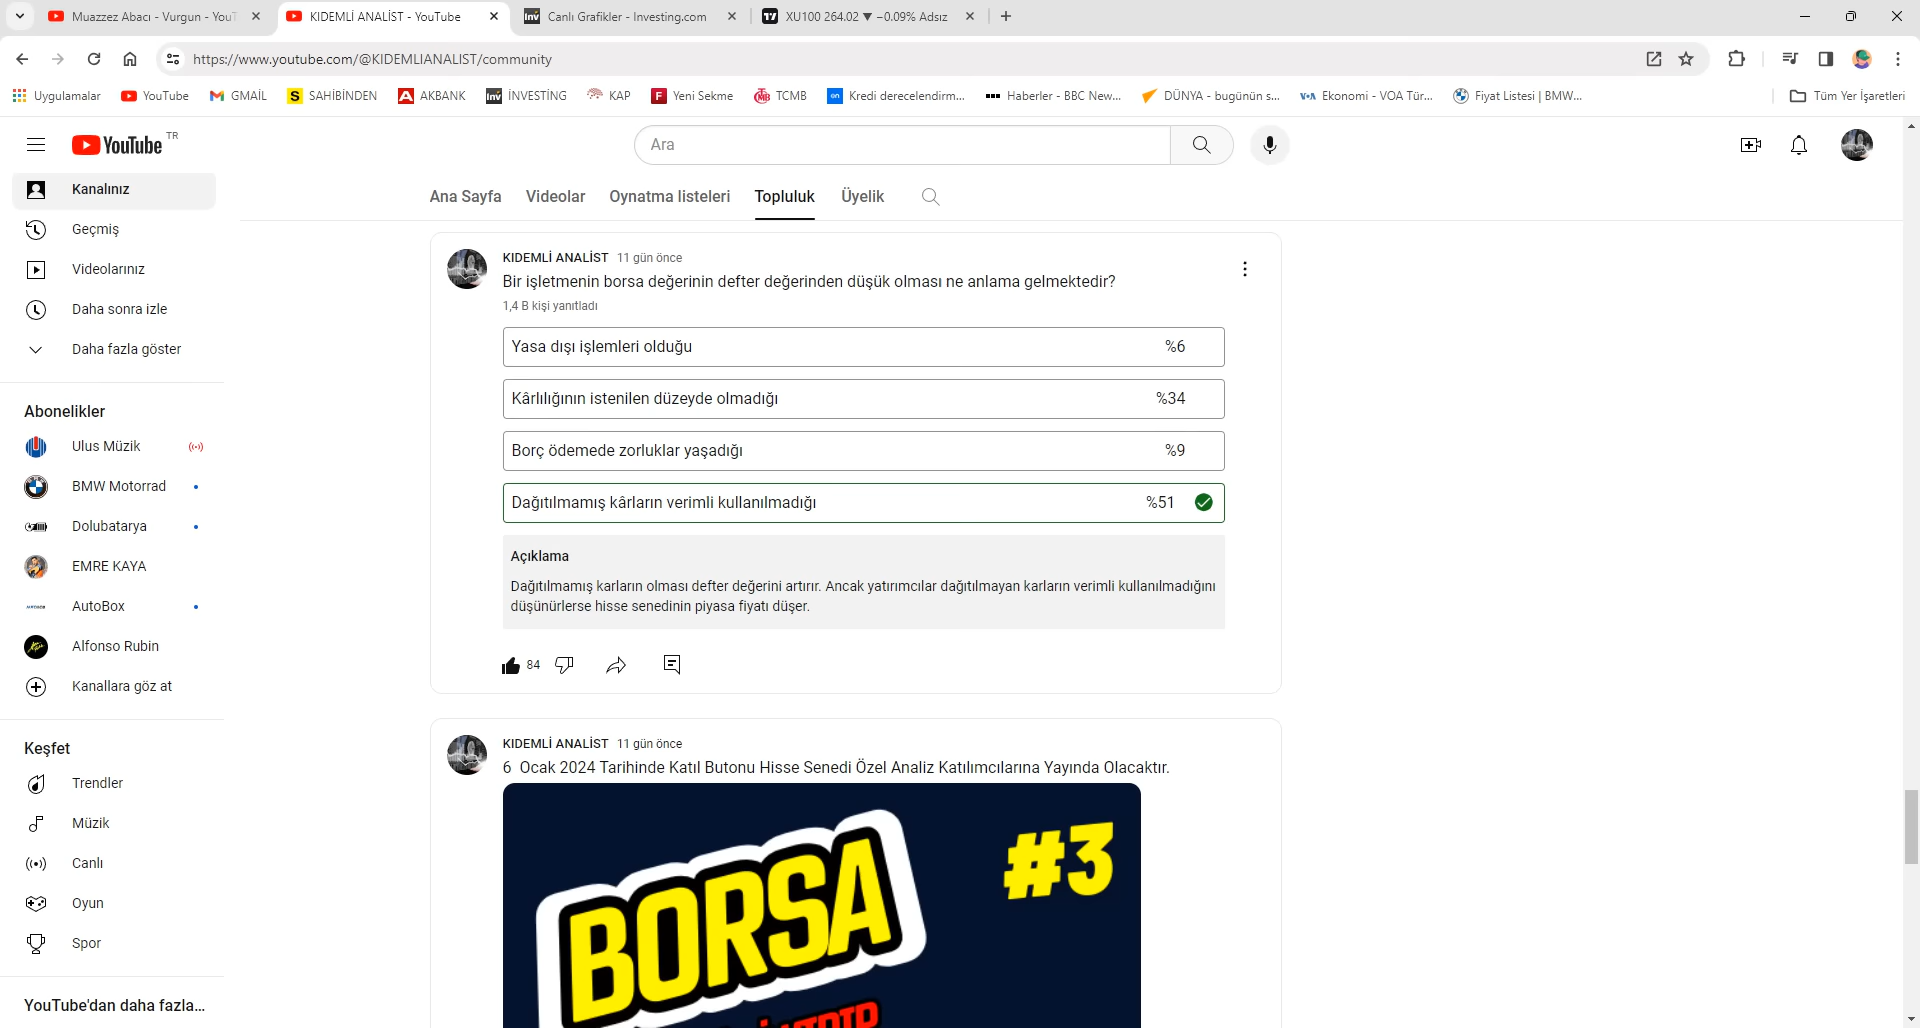 Muazzez Abacı - Vurgun - YouT
KIDEMLİ ANALİST - YouTube
Canlı Grafikler - Investing.com
XU100 264.02 ▼ −0.09% Adsız
https://www.youtube.com/@KIDEMLIANALIST/community
Uygulamalar
YouTube
GMAİL
SAHİBİNDEN
AKBANK
İNVESTİNG
KAP
Yeni Sekme
TCMB
Kredi derecelendirm...
Haberler - BBC New...
DÜNYA - bugünün s...
Ekonomi - VOA Tür...
Fiyat Listesi | BMW...
Tüm Yer İşaretleri
YouTube TR
Ara
Kanalınız
Geçmiş
Videolarınız
Daha sonra izle
Daha fazla göster
Abonelikler
Ulus Müzik
BMW Motorrad
Dolubatarya
EMRE KAYA
AutoBox
Alfonso Rubin
Kanallara göz at
Keşfet
Trendler
Müzik
Canlı
Oyun
Spor
YouTube'dan daha fazla...
Ana Sayfa
Videolar
Oynatma listeleri
Topluluk
Üyelik
KIDEMLİ ANALİST 11 gün önce
Bir işletmenin borsa değerinin defter değerinden düşük olması ne anlama gelmektedir?
1,4 B kişi yanıtladı
Yasa dışı işlemleri olduğu %6
Kârlılığının istenilen düzeyde olmadığı %34
Borç ödemede zorluklar yaşadığı %9
Dağıtılmamış kârların verimli kullanılmadığı %51
Açıklama
Dağıtılmamış karların olması defter değerini artırır. Ancak yatırımcılar dağıtılmayan karların verimli kullanılmadığını
düşünürlerse hisse senedinin piyasa fiyatı düşer.
84
KIDEMLİ ANALİST 11 gün önce
6 Ocak 2024 Tarihinde Katıl Butonu Hisse Senedi Özel Analiz Katılımcılarına Yayında Olacaktır.
BORSA
#3